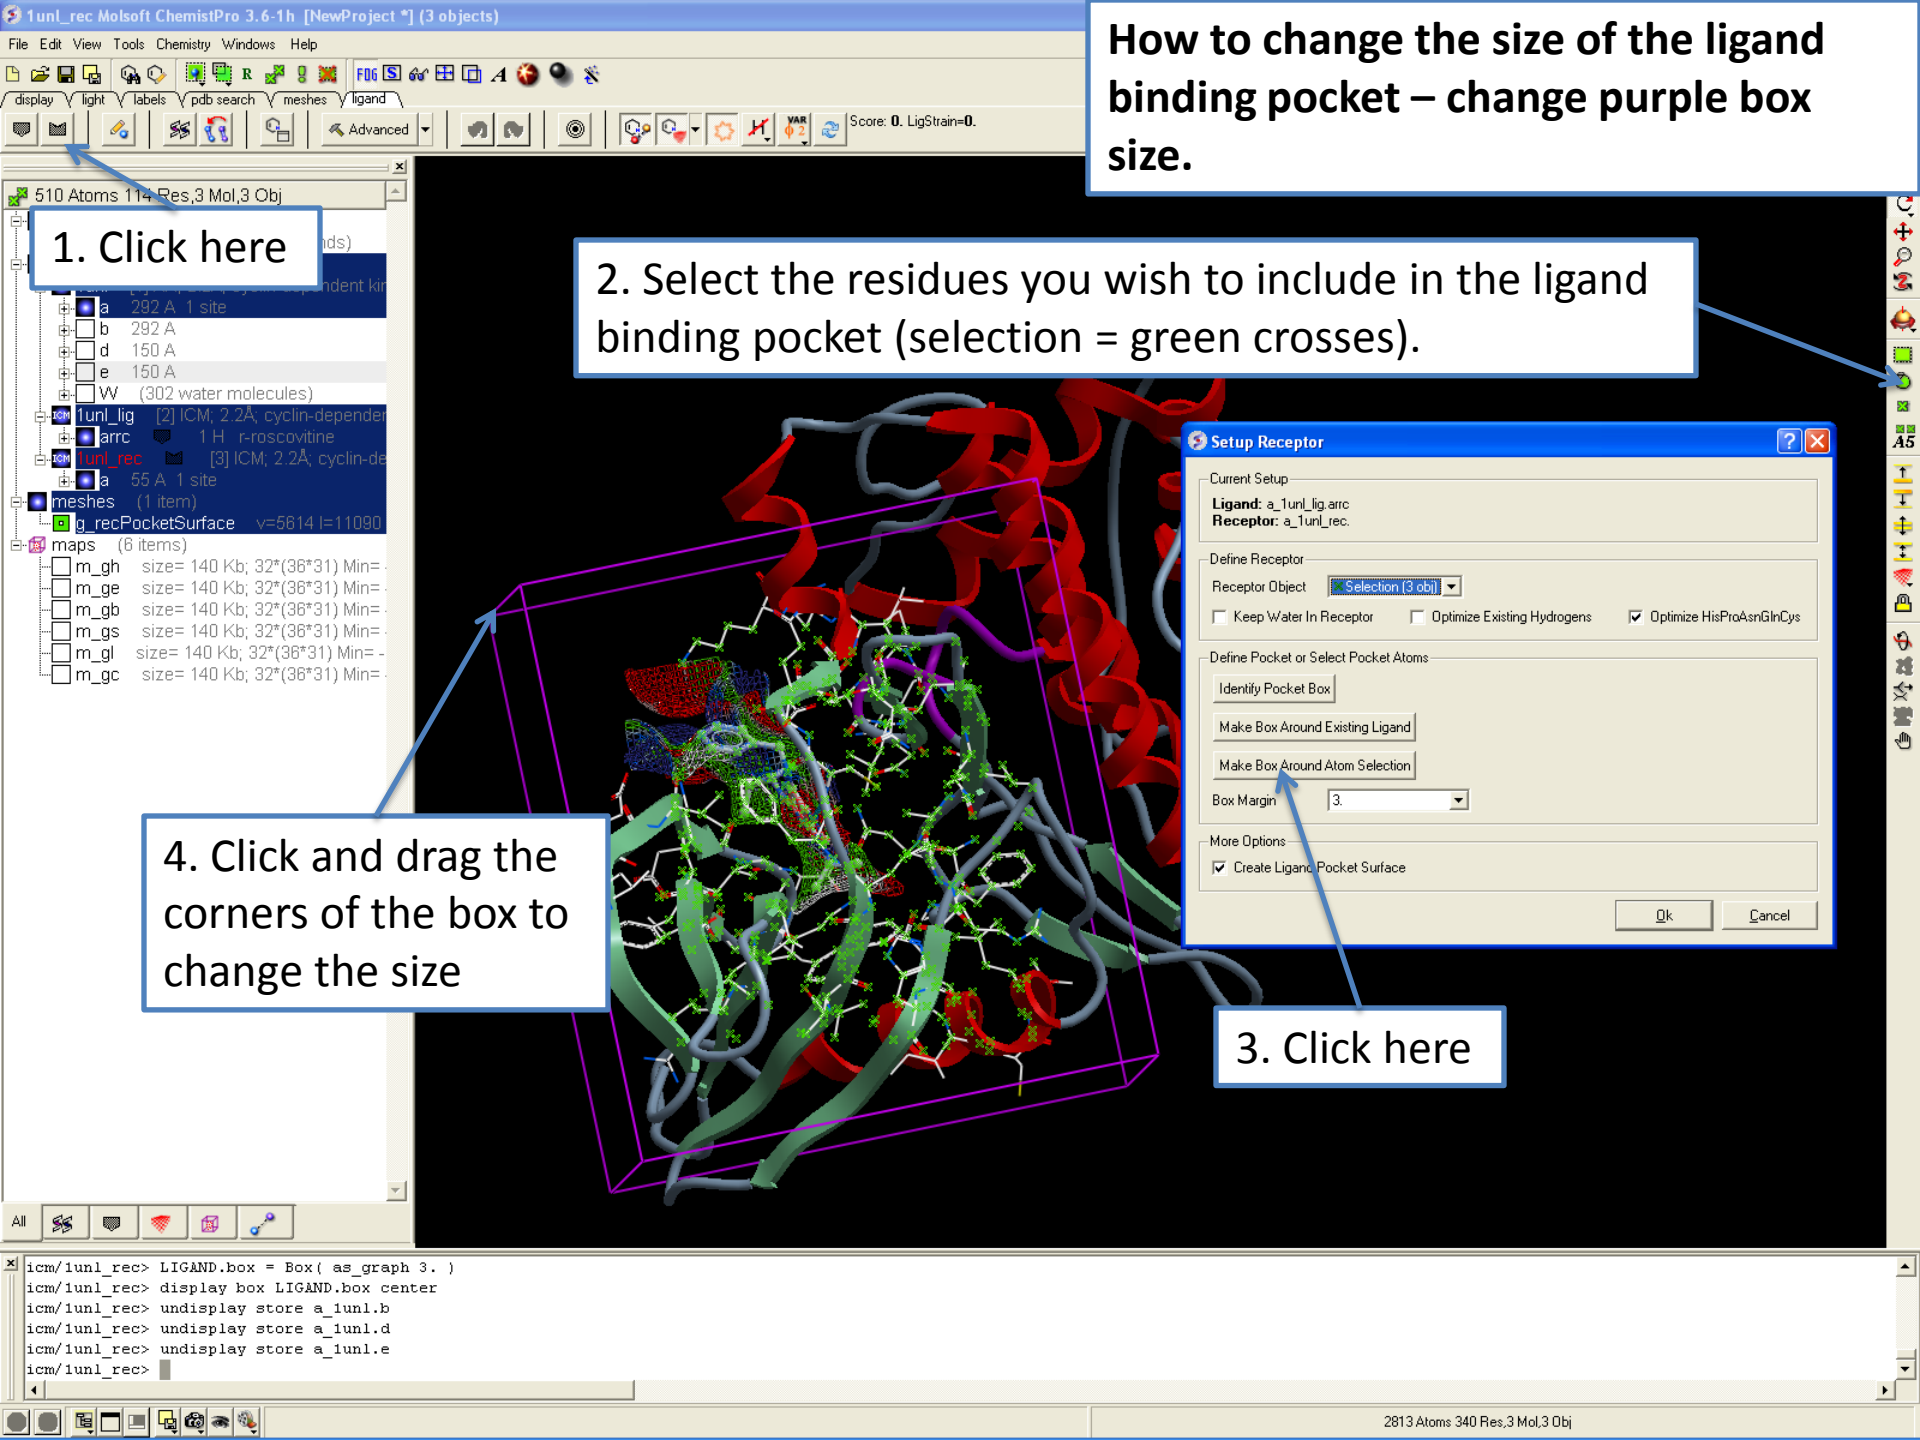 1unl_rec Molsoft ChemistPro 3.6-1h [NewProject *] (3 objects)
How to change the size of the ligand
binding pocket – change purple box
size.
File Edit View Tools Chemistry Windows Help
R FOG S A
display light labels pdb search meshes ligand
Advanced
VAR
Score: 0. LigStrain=0.
510 Atoms 114 Res,3 Mol,3 Obj
1. Click here
2. Select the residues you wish to include in the ligand
binding pocket (selection = green crosses).
a 292 A 1 site
b 292 A
d 150 A
e 150 A
W (302 water molecules)
1unl_lig [2] ICM; 2.2Å; cyclin-depender
arrc 1 H r-roscovitine
1unl_rec [3] ICM; 2.2Å; cyclin-de
a 55 A 1 site
meshes (1 item)
g_recPocketSurface v=5614 l=11090
maps (6 items)
m_gh size= 140 Kb; 32*(36*31) Min= -
m_ge size= 140 Kb; 32*(36*31) Min= -
m_gb size= 140 Kb; 32*(36*31) Min= -
m_gs size= 140 Kb; 32*(36*31) Min= -
m_gl size= 140 Kb; 32*(36*31) Min= -
m_gc size= 140 Kb; 32*(36*31) Min= -
A5
Setup Receptor
Current Setup
Ligand: a_1unl_lig.arrc
Receptor: a_1unl_rec.
Define Receptor
Receptor Object Selection (3 obj)
Keep Water In Receptor Optimize Existing Hydrogens Optimize HisProAsnGlnCys
Define Pocket or Select Pocket Atoms
Identify Pocket Box
Make Box Around Existing Ligand
Make Box Around Atom Selection
Box Margin 3.
More Options
Create Ligand Pocket Surface
Ok Cancel
4. Click and drag the
corners of the box to
change the size
3. Click here
All
icm/1unl_rec> LIGAND.box = Box( as_graph 3. )
icm/1unl_rec> display box LIGAND.box center
icm/1unl_rec> undisplay store a_1unl.b
icm/1unl_rec> undisplay store a_1unl.d
icm/1unl_rec> undisplay store a_1unl.e
icm/1unl_rec>
2813 Atoms 340 Res,3 Mol,3 Obj